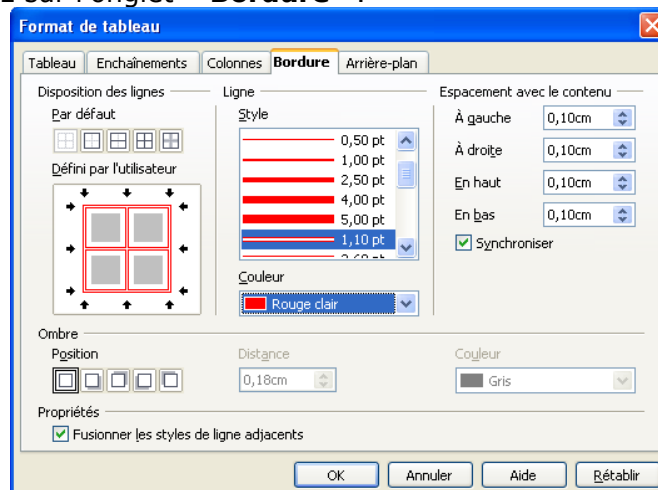 sur l'onglet « Bordure » :
Format de tableau
Tableau Enchaînements Colonnes Bordure Arrière-plan
Disposition des lignes Ligne Espacement avec le contenu
Par défaut Style À gauche 0,10cm
0,50 pt
1,00 pt À droite 0,10cm
Défini par l'utilisateur 2,50 pt
4,00 pt En haut 0,10cm
5,00 pt En bas 0,10cm
1,10 pt Synchroniser
Couleur
Rouge clair
Ombre
Position Distance Couleur
0,18cm Gris
Propriétés
Fusionner les styles de ligne adjacents
OK Annuler Aide Rétablir